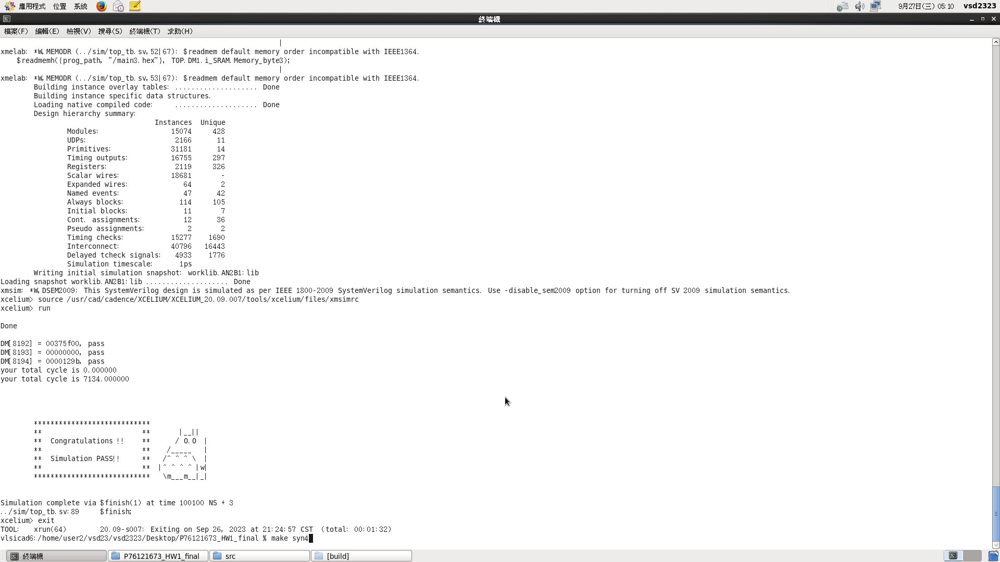 應用程式 位置 系統 9月27日(三) 05:10 vsd2323
終端機
檔案(F) 編輯(E) 檢視(V) 搜尋(S) 終端機(T) 求助(H)
|
xmelab: *W,MEMODR (../sim/top_tb.sv,52|67): $readmem default memory order incompatible with IEEE1364.
$readmemh({prog_path, "/main3.hex"}, TOP.DM1.i_SRAM.Memory_byte3);
|
xmelab: *W,MEMODR (../sim/top_tb.sv,53|67): $readmem default memory order incompatible with IEEE1364.
Building instance overlay tables: .................... Done
Building instance specific data structures.
Loading native compiled code: .................... Done
Design hierarchy summary:
Instances Unique
Modules: 15074 428
UDPs: 2166 11
Primitives: 31181 14
Timing outputs: 16755 297
Registers: 2119 326
Scalar wires: 18681 -
Expanded wires: 64 2
Named events: 47 42
Always blocks: 114 105
Initial blocks: 11 7
Cont. assignments: 12 36
Pseudo assignments: 2 2
Timing checks: 15277 1690
Interconnect: 40796 16443
Delayed tcheck signals: 4933 1776
Simulation timescale: 1ps
Writing initial simulation snapshot: worklib.AN2B1:lib
Loading snapshot worklib.AN2B1:lib .................... Done
xmsim: *W,DSEM2009: This SystemVerilog design is simulated as per IEEE 1800-2009 SystemVerilog simulation semantics. Use -disable_sem2009 option for turning off SV 2009 simulation semantics.
xcelium> source /usr/cad/cadence/XCELIUM/XCELIUM_20.09.007/tools/xcelium/files/xmsimrc
xcelium> run
Done
DM[8192] = 00375f00, pass
DM[8193] = 00000000, pass
DM[8194] = 0000129b, pass
your total cycle is 0.000000
your total cycle is 7134.000000
****************************
** ** |__||
** Congratulations !! ** / O.O |
** ** /_____ |
** Simulation PASS!! ** /^ ^ ^ \ |
** ** |^ ^ ^ ^ |w|
**************************** \m___m__|_|
Simulation complete via $finish(1) at time 100100 NS + 3
../sim/top_tb.sv:89 $finish;
xcelium> exit
TOOL: xrun(64) 20.09-s007: Exiting on Sep 26, 2023 at 21:24:57 CST (total: 00:01:32)
vlsicad6:/home/user2/vsd23/vsd2323/Desktop/P76121673_HW1_final % make syn4
終端機 P76121673_HW1_final src [build]